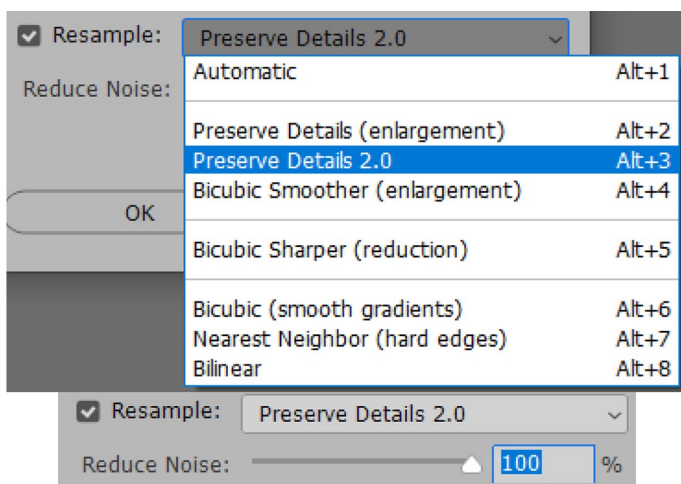 Resample: Preserve Details 2.0
Reduce Noise:
Automatic Alt+1
Preserve Details (enlargement) Alt+2
Preserve Details 2.0 Alt+3
Bicubic Smoother (enlargement) Alt+4
OK
Bicubic Sharper (reduction) Alt+5
Bicubic (smooth gradients) Alt+6
Nearest Neighbor (hard edges) Alt+7
Bilinear Alt+8
Resample: Preserve Details 2.0
Reduce Noise: 100 %